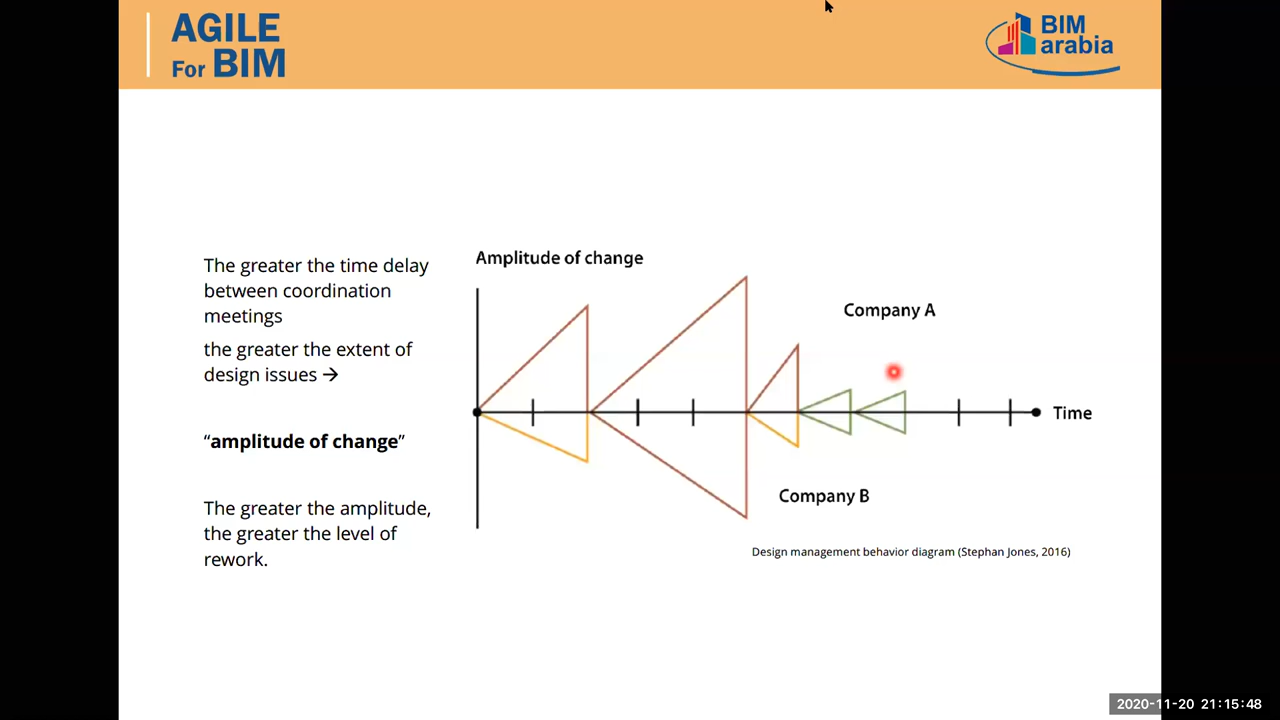 AGILE
For BIM
BIM
arabia
The greater the time delay
between coordination
meetings
the greater the extent of
design issues →
“amplitude of change”
The greater the amplitude,
the greater the level of
rework.
Amplitude of change
Company A
Time
Company B
Design management behavior diagram (Stephan Jones, 2016)
2020-11-20 21:15:48